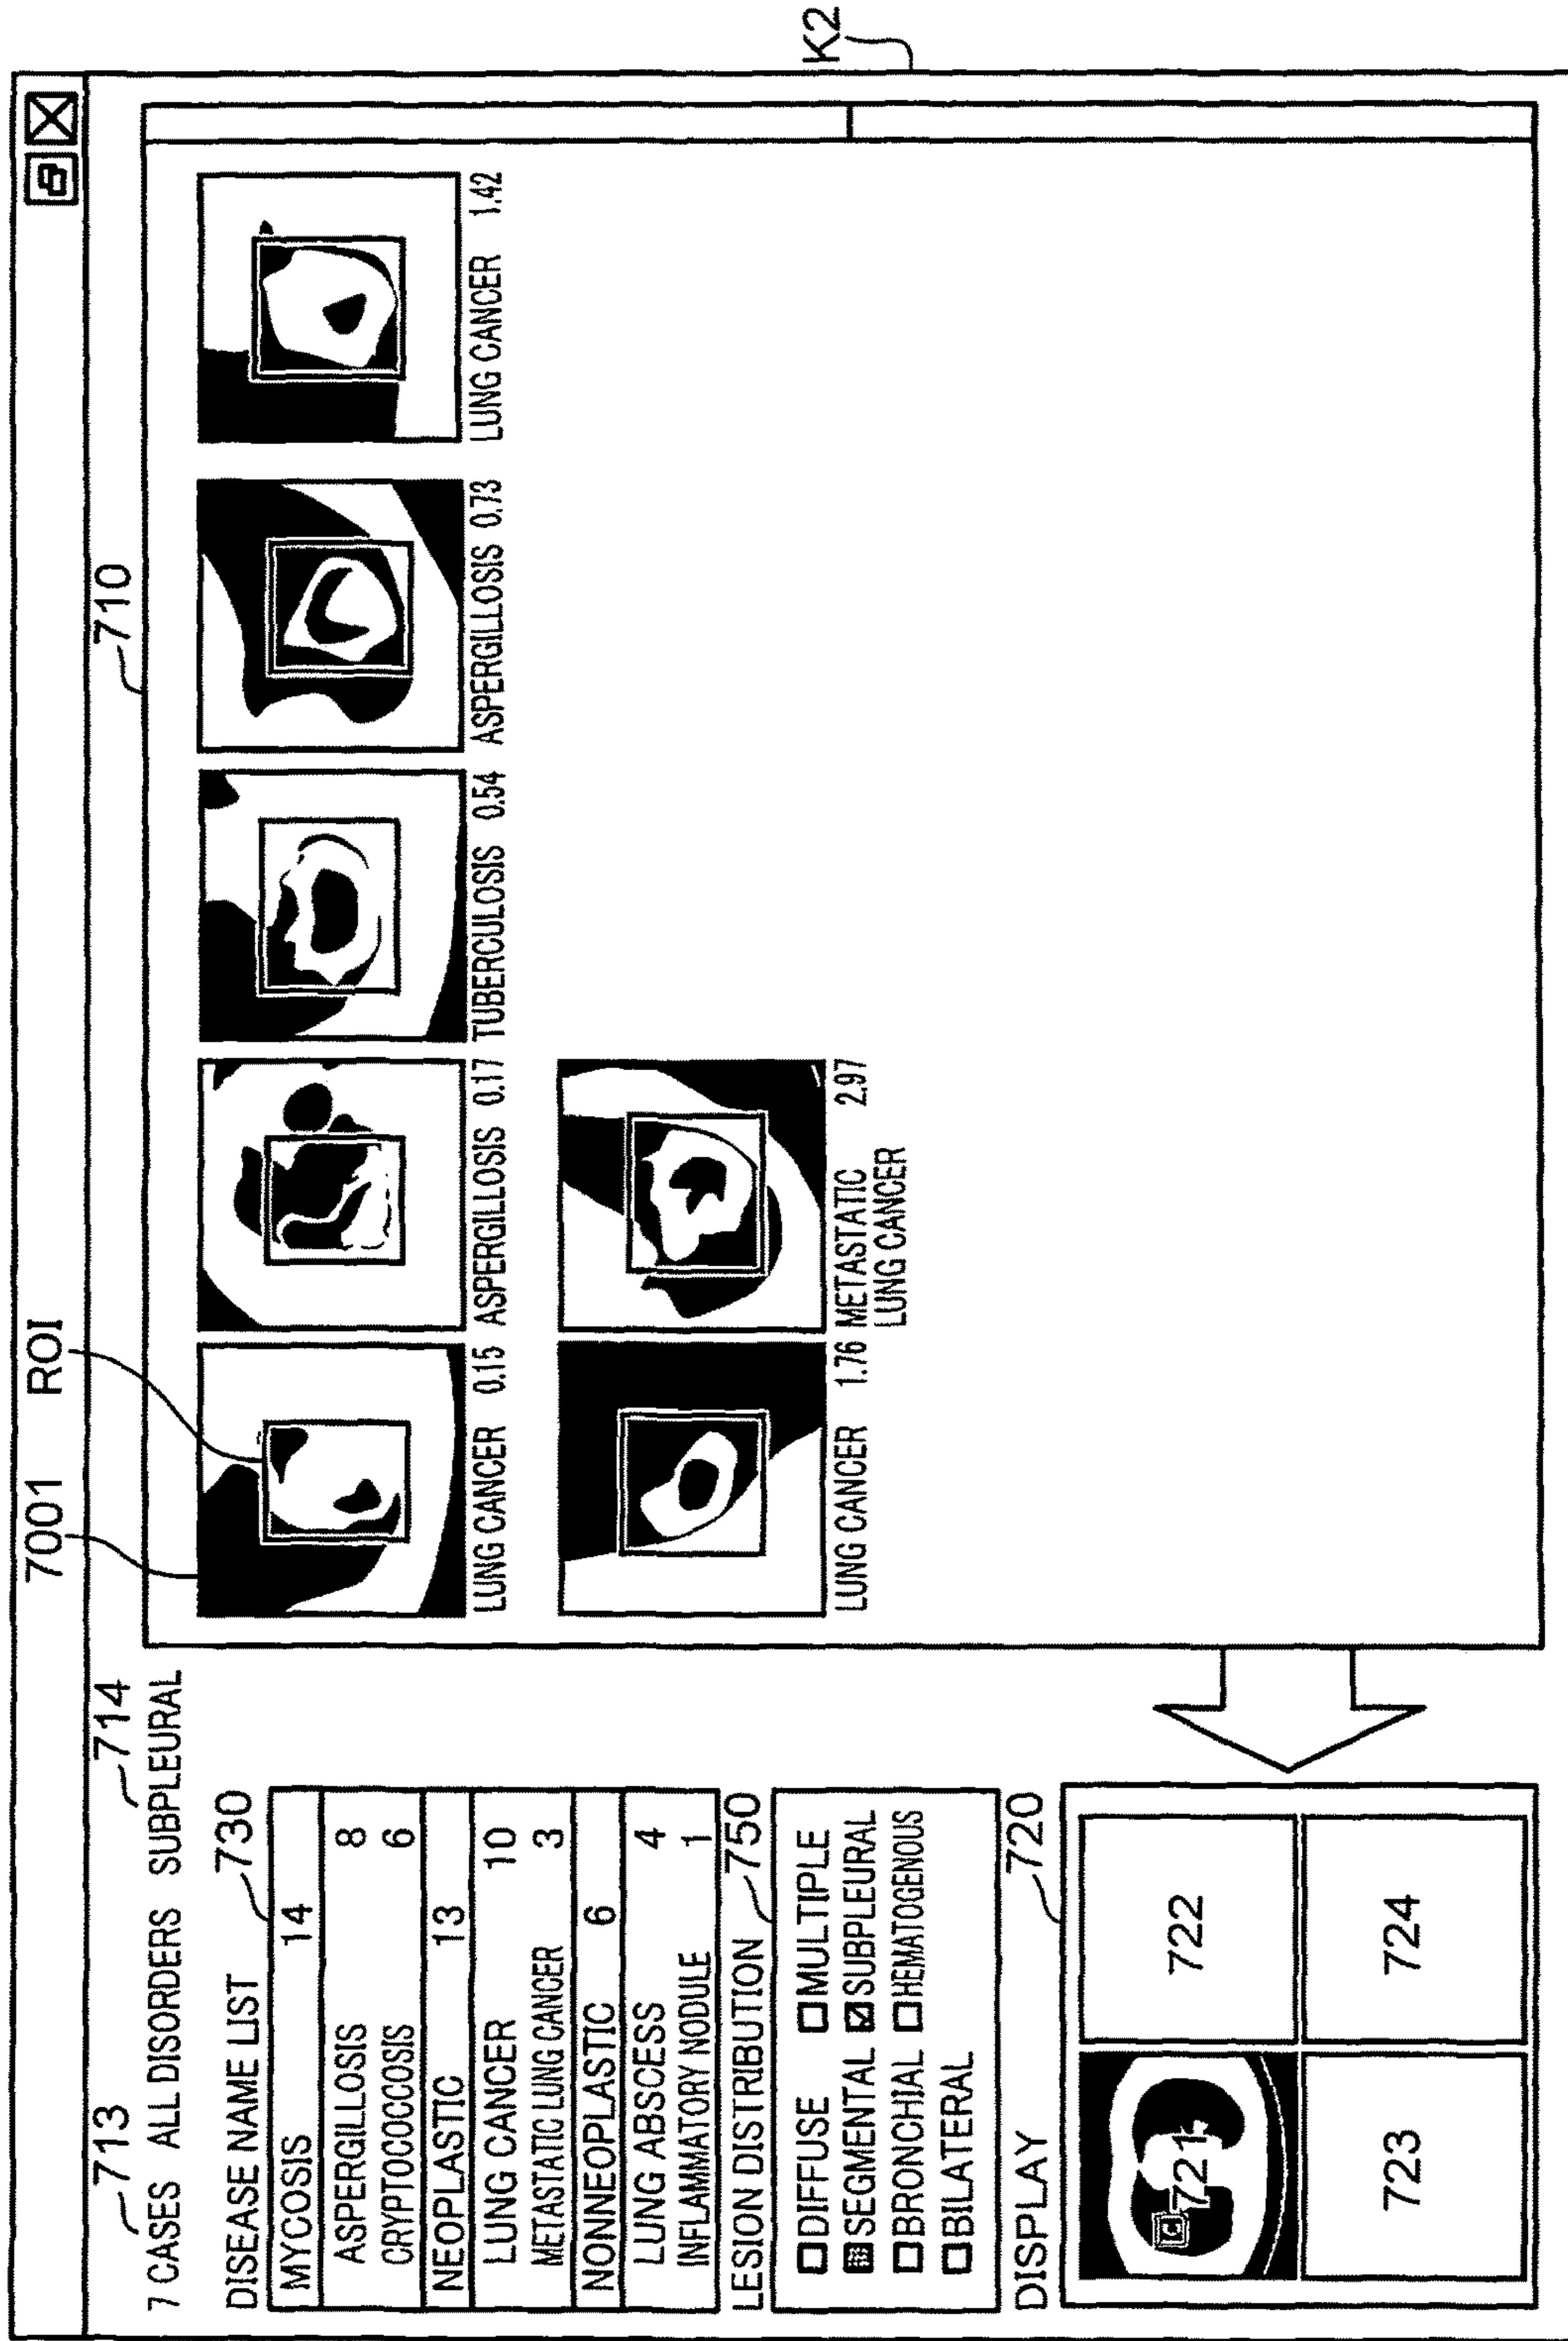 7001 ROI
713
714
710
7 CASES ALL DISORDERS SUBPLEURAL
K2
DISEASE NAME LIST 730
MYCOSIS 14
ASPERGILLOSIS 8
CRYPTOCOCCOSIS 6
NEOPLASTIC 13
LUNG CANCER 10
METASTATIC LUNG CANCER 3
NONNEOPLASTIC 6
LUNG ABSCESS 4
INFLAMMATORY NODULE 1
LESION DISTRIBUTION 750
DIFFUSE MULTIPLE
SEGMENTAL SUBPLEURAL
BRONCHIAL HEMATOGENOUS
BILATERAL
DISPLAY 720
721 722
723 724
LUNG CANCER 0.15 ASPERGILLOSIS 0.17 TUBERCULOSIS 0.54 ASPERGILLOSIS 0.73 LUNG CANCER 1.42
LUNG CANCER 1.76 METASTATIC 2.97
LUNG CANCER